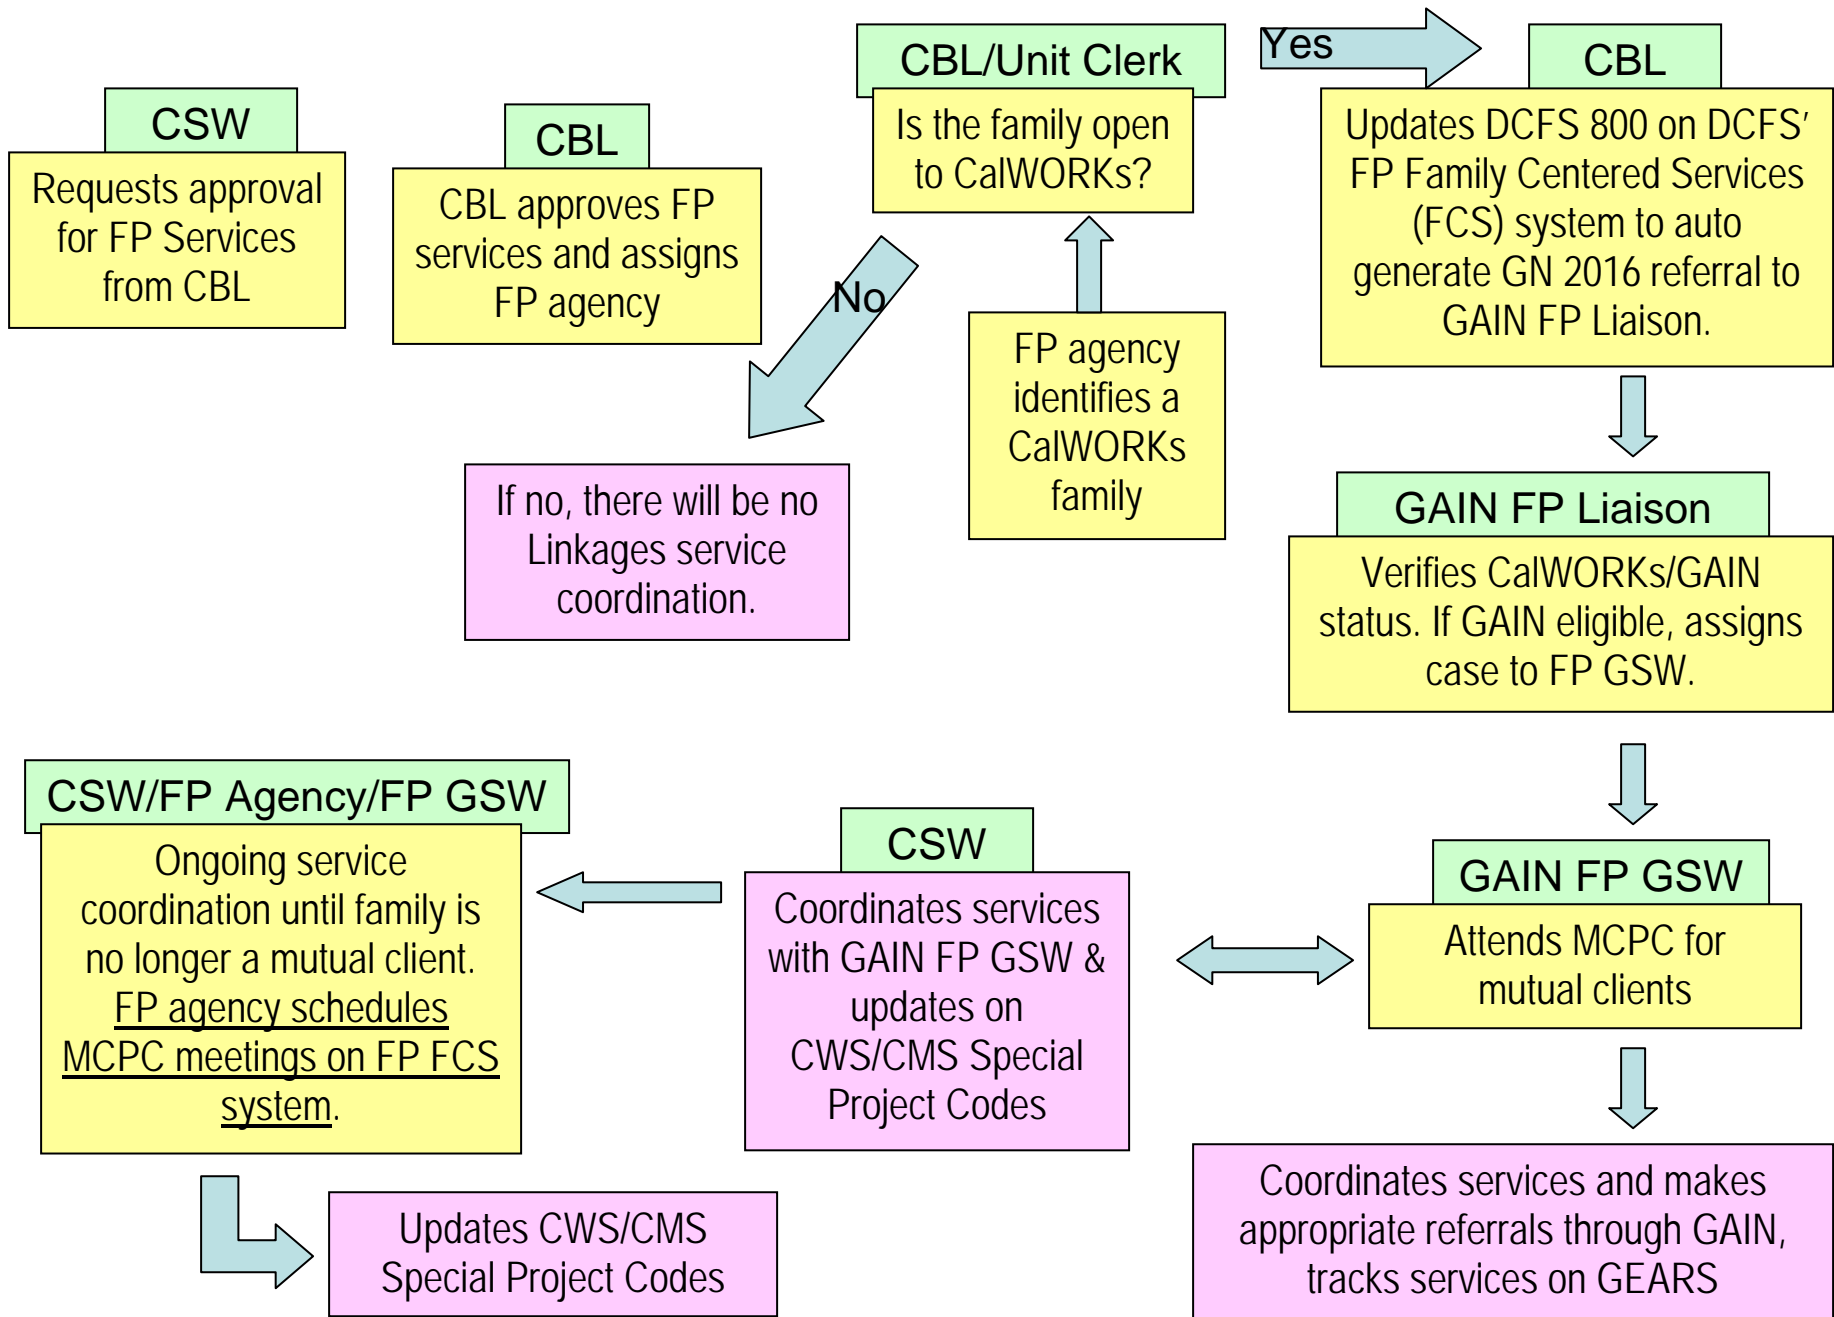 CSW
Requests approval
for FP Services
from CBL
CBL
CBL approves FP
services and assigns
FP agency
CBL/Unit Clerk
Is the family open
to CalWORKs?
Yes
No
If no, there will be no
Linkages service
coordination.
FP agency
identifies a
CalWORKs
family
CBL
Updates DCFS 800 on DCFS’
FP Family Centered Services
(FCS) system to auto
generate GN 2016 referral to
GAIN FP Liaison.
GAIN FP Liaison
Verifies CalWORKs/GAIN
status. If GAIN eligible, assigns
case to FP GSW.
GAIN FP GSW
Attends MCPC for
mutual clients
Coordinates services and makes
appropriate referrals through GAIN,
tracks services on GEARS
CSW
Coordinates services
with GAIN FP GSW &
updates on
CWS/CMS Special
Project Codes
CSW/FP Agency/FP GSW
Ongoing service
coordination until family is
no longer a mutual client.
FP agency schedules
MCPC meetings on FP FCS
system.
Updates CWS/CMS
Special Project Codes